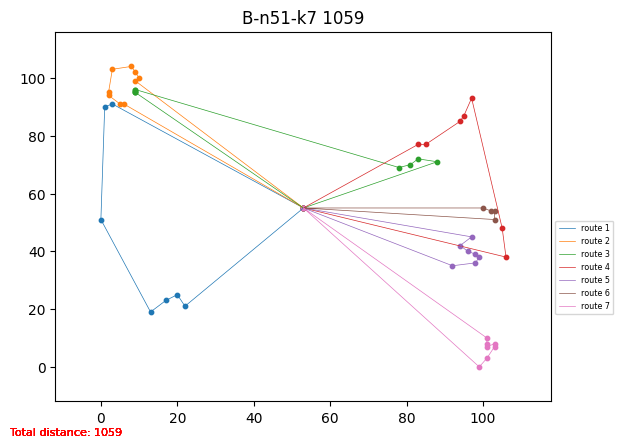 B-n51-k7 1059
100
80
60
40
20
0
0 20 40 60 80 100
route 1
route 2
route 3
route 4
route 5
route 6
route 7
Total distance: 1059